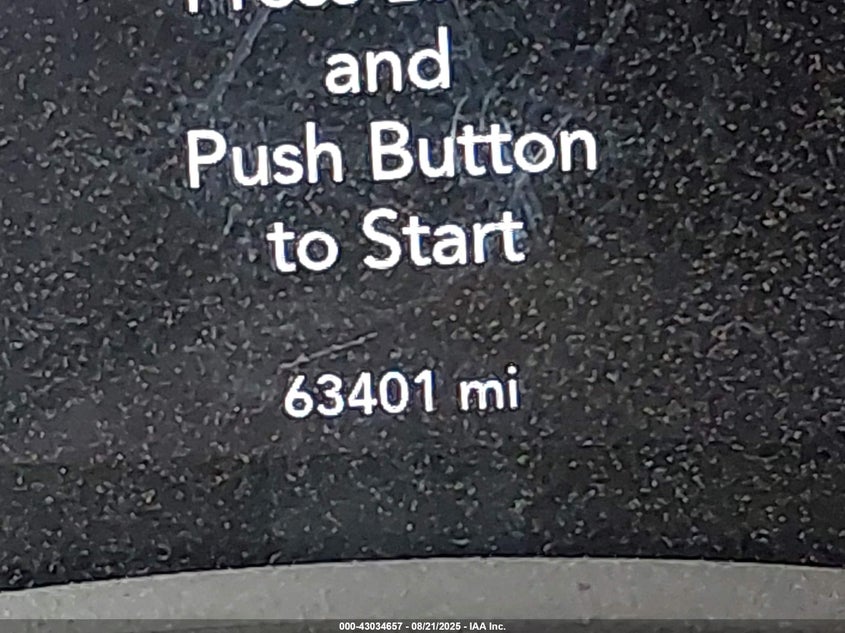 and
Push Button
to Start
63401 mi
000-43034657 - 08/21/2025 - IAA Inc.